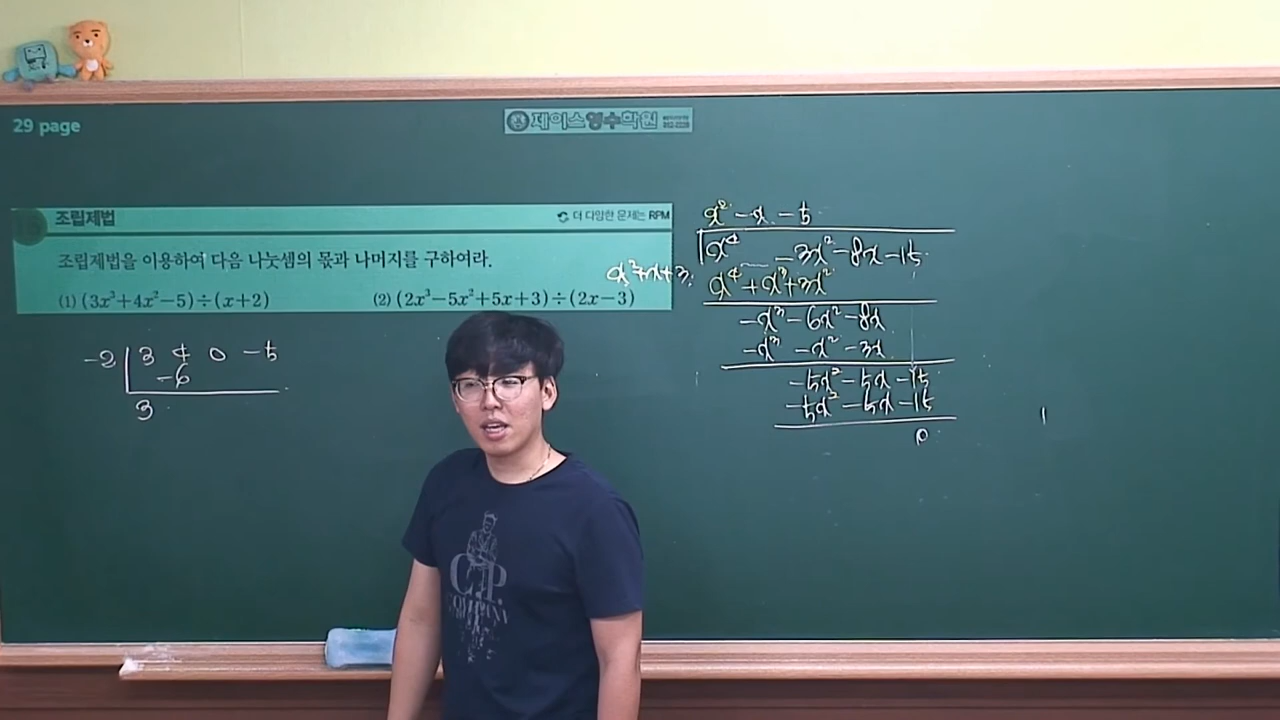 29 page
제이스영수학원
조립제법
더 다양한 문제는 RPM
조립제법을 이용하여 다음 나눗셈의 몫과 나머지를 구하여라.
(1) (3x³+4x²−5)÷(x+2)
(2) (2x³−5x²+5x+3)÷(2x−3)
-2 3 4 0 -5
-6
3
x² - x - 5
x⁴ - 3x² - 8x - 15
x²+x+3
x⁴ + x³ + 3x²
-x³ - 6x² - 8x
-x³ - x² - 3x
-5x² - 5x - 15
-5x² - 5x - 15
0
C.P.
COMPANY